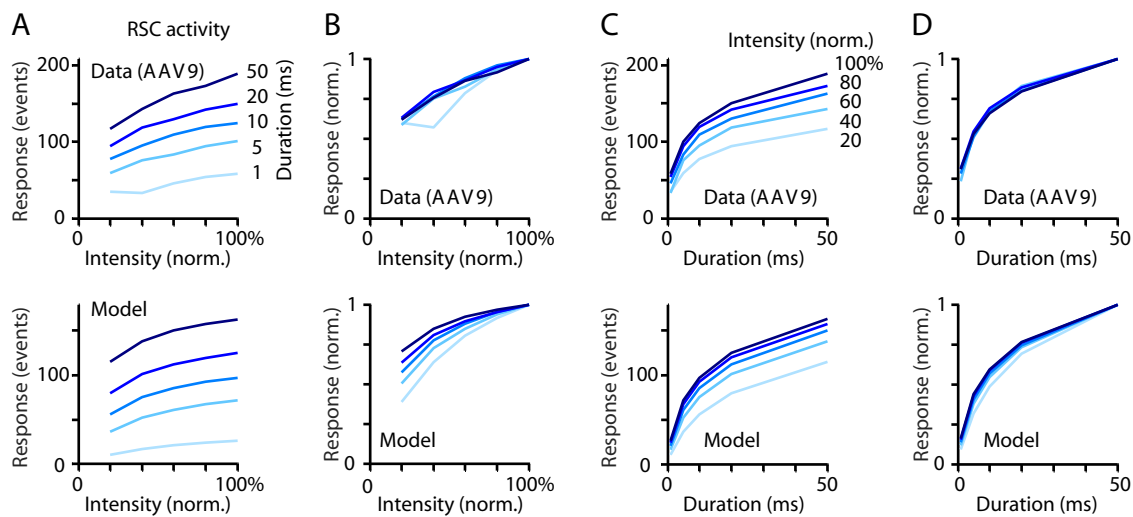 A
RSC activity
Response (events)
200
100
0
Data (AAV9)
50
20
10
5
1
Duration (ms)
0
100%
Intensity (norm.)
B
Response (norm.)
1
0
Data (AAV9)
0
100%
Intensity (norm.)
C
Intensity (norm.)
Response (events)
200
100
0
100%
80
60
40
20
Data (AAV9)
0
50
Duration (ms)
D
Response (norm.)
1
0
Data (AAV9)
0
50
Duration (ms)
Response (events)
100
0
Model
0
100%
Intensity (norm.)
Response (norm.)
1
0
Model
0
100%
Intensity (norm.)
Response (events)
100
0
Model
0
50
Duration (ms)
Response (norm.)
1
0
Model
0
50
Duration (ms)